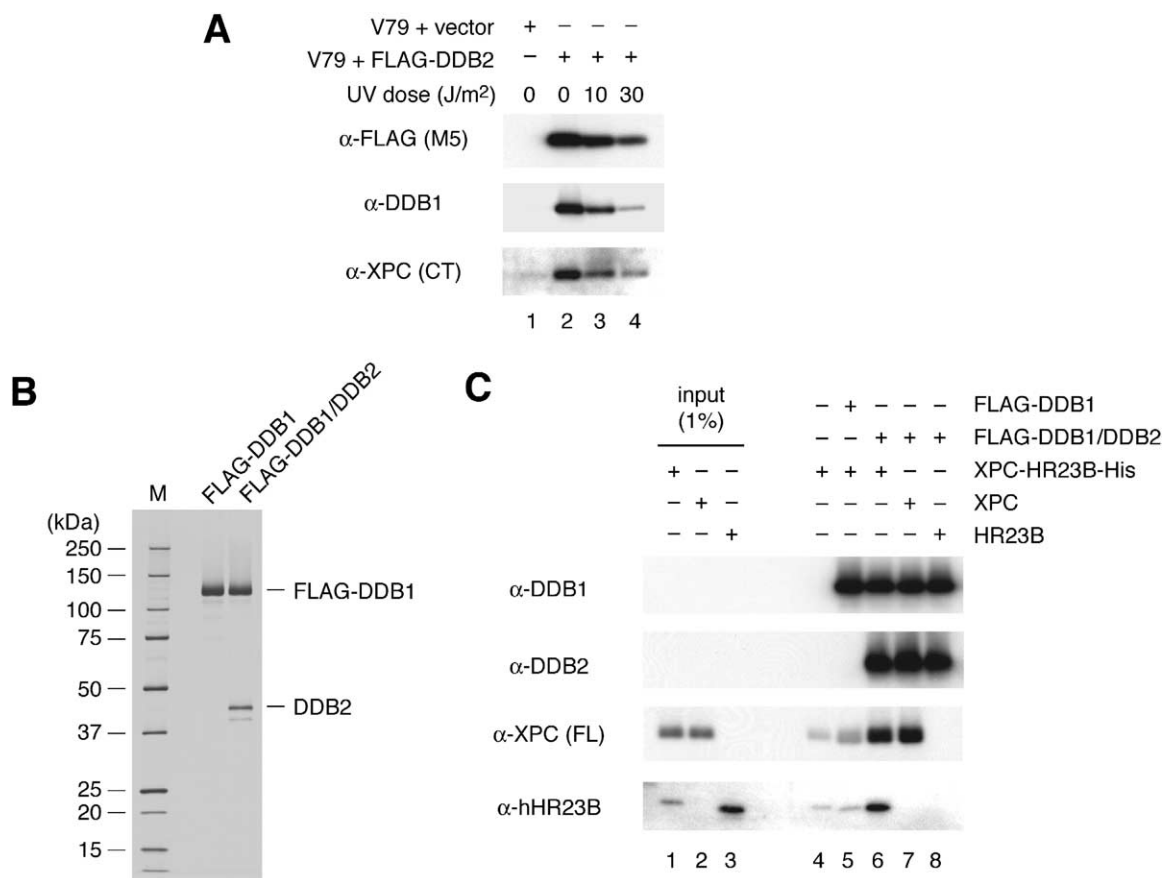 A
V79 + vector + − − −
V79 + FLAG-DDB2 − + + +
UV dose (J/m²) 0 0 10 30
α-FLAG (M5)
α-DDB1
α-XPC (CT)
1 2 3 4
B
FLAG-DDB1
FLAG-DDB1/DDB2
M
(kDa)
250
150
100
75
50
37
25
20
15
FLAG-DDB1
DDB2
C
input
(1%)
− + − − − FLAG-DDB1
− − + + + FLAG-DDB1/DDB2
+ − − + + + − − XPC-HR23B-His
− + − − − − + − XPC
− − + − − − − + HR23B
α-DDB1
α-DDB2
α-XPC (FL)
α-hHR23B
1 2 3 4 5 6 7 8